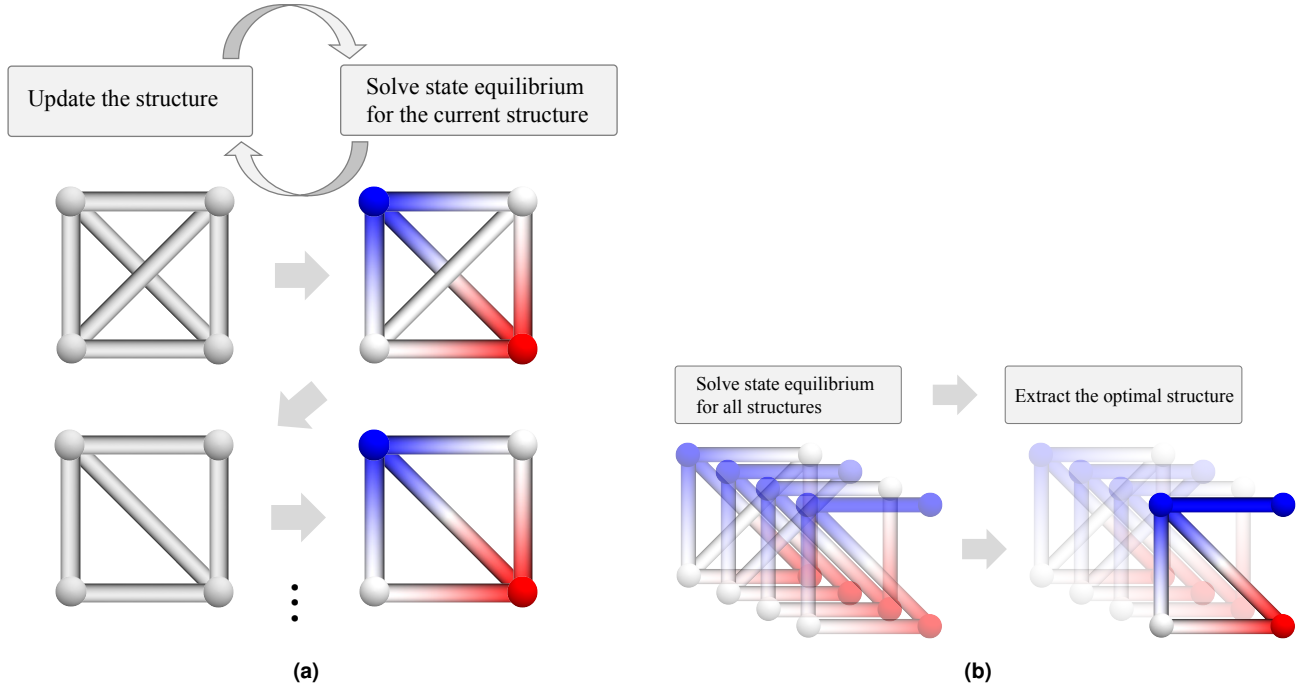 Update the structure
Solve state equilibrium
for the current structure
(a)
Solve state equilibrium
for all structures
Extract the optimal structure
(b)